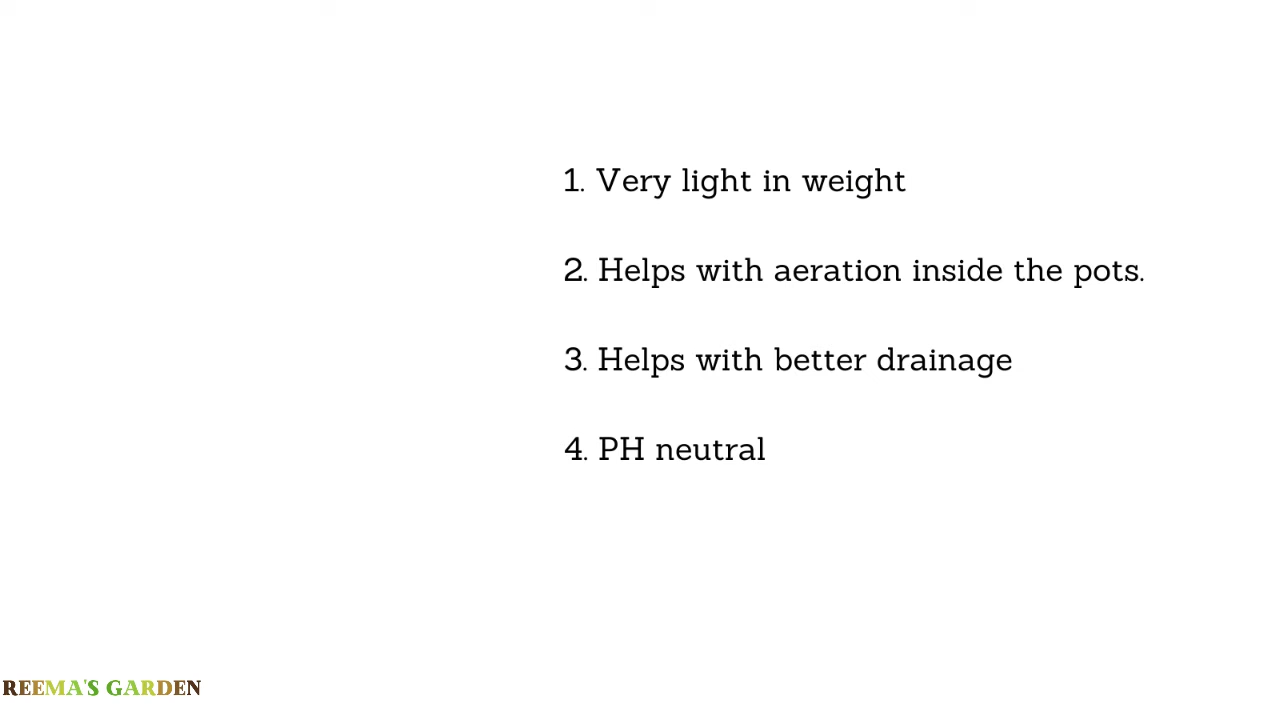 1. Very light in weight
2. Helps with aeration inside the pots.
3. Helps with better drainage
4. PH neutral
REEMA'S GARDEN